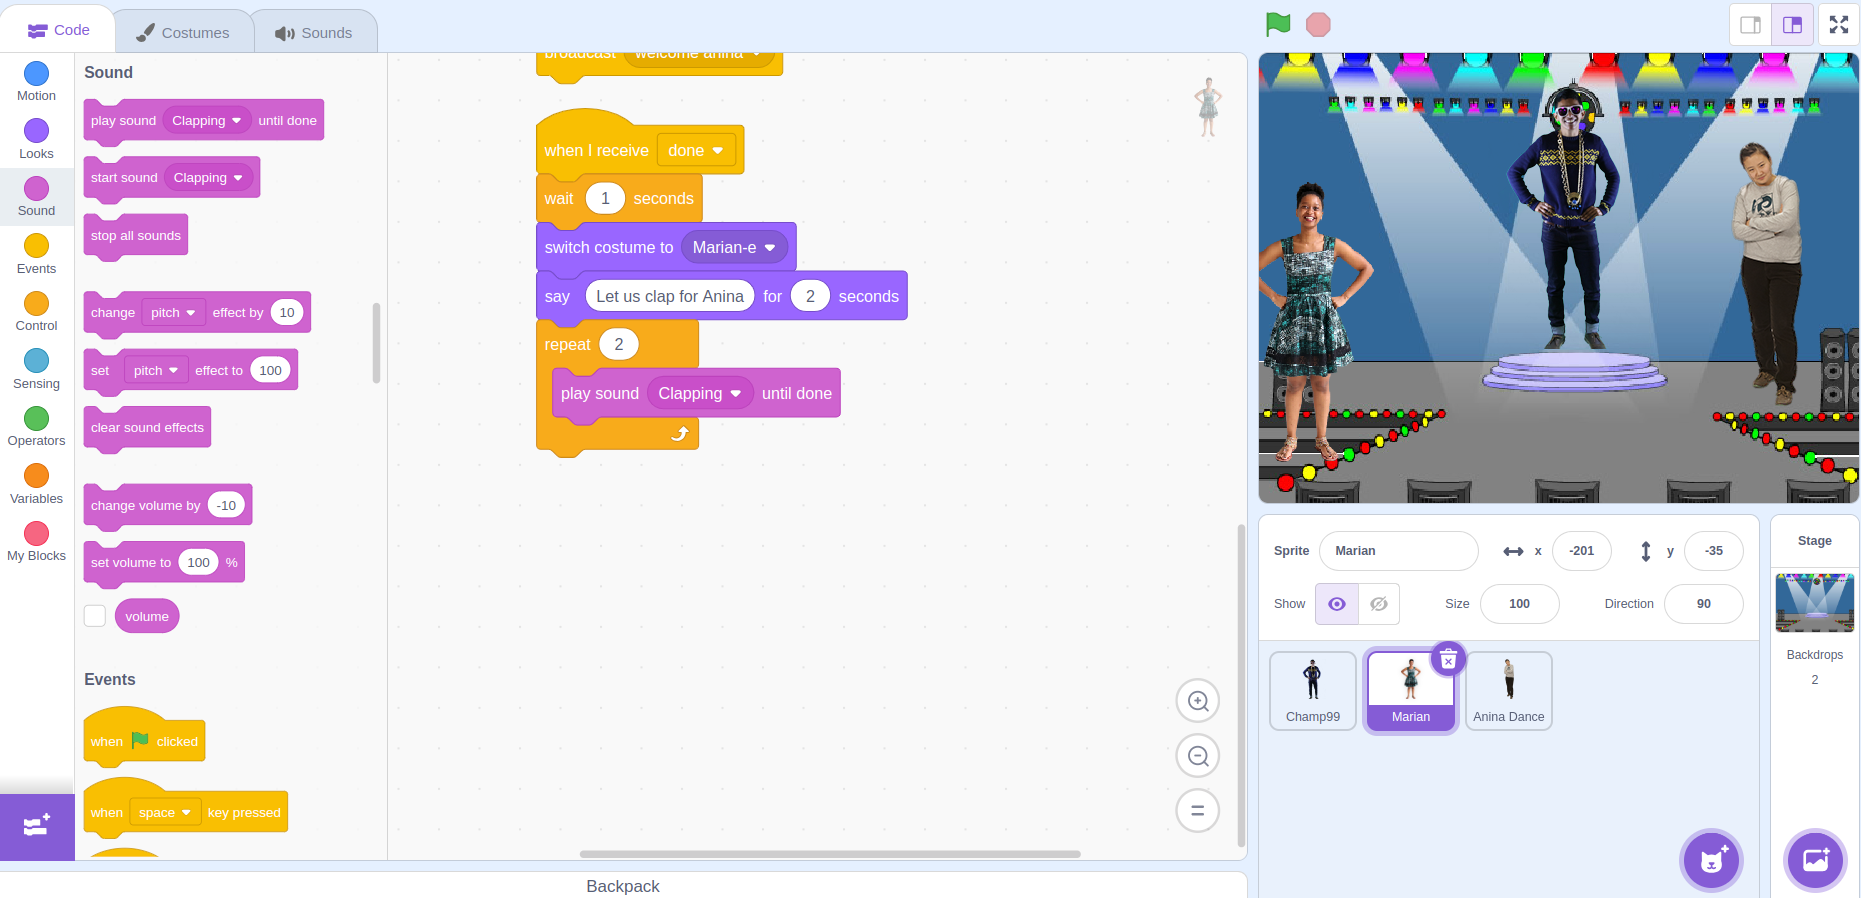 Code
Costumes
Sounds
Motion
Looks
Sound
Events
Control
Sensing
Operators
Variables
My Blocks
Sound
play sound Clapping until done
start sound Clapping
stop all sounds
change pitch effect by 10
set pitch effect to 100
clear sound effects
change volume by -10
set volume to 100 %
volume
Events
when clicked
when space key pressed
broadcast welcome anina
when I receive done
wait 1 seconds
switch costume to Marian-e
say Let us clap for Anina for 2 seconds
repeat 2
play sound Clapping until done
Backpack
Sprite Marian x -201 y -35
Show Size 100 Direction 90
Champ99
Marian
Anina Dance
Stage
Backdrops
2